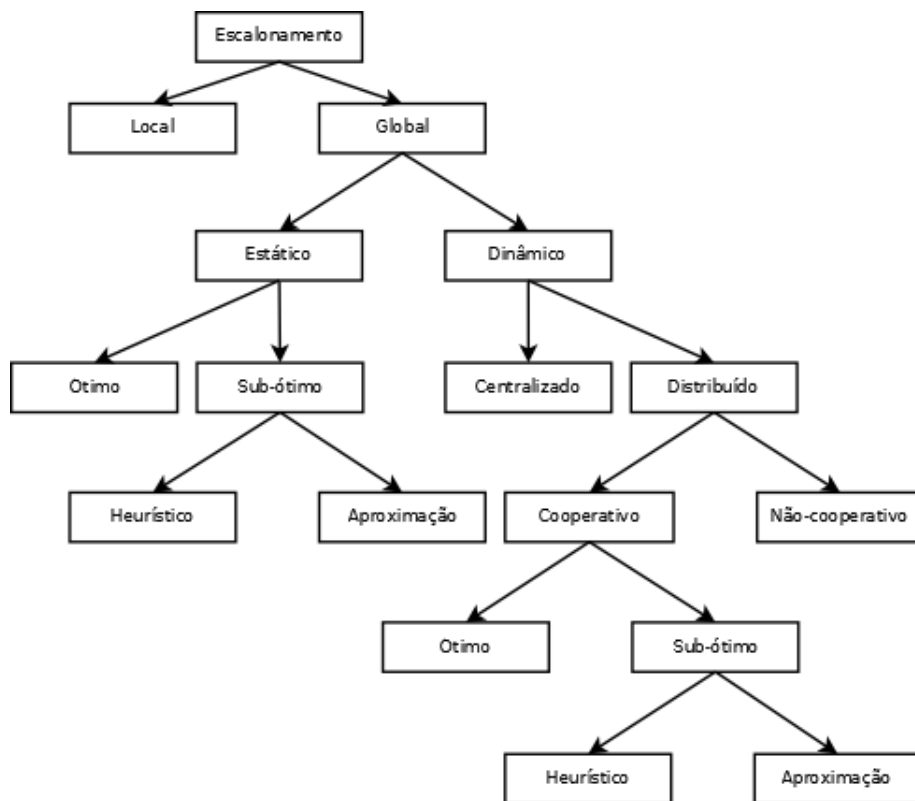 Escalonamento
Local
Global
Estático
Dinâmico
Otimo
Sub-ótimo
Centralizado
Distribuído
Heurístico
Aproximação
Cooperativo
Não-cooperativo
Otimo
Sub-ótimo
Heurístico
Aproximação